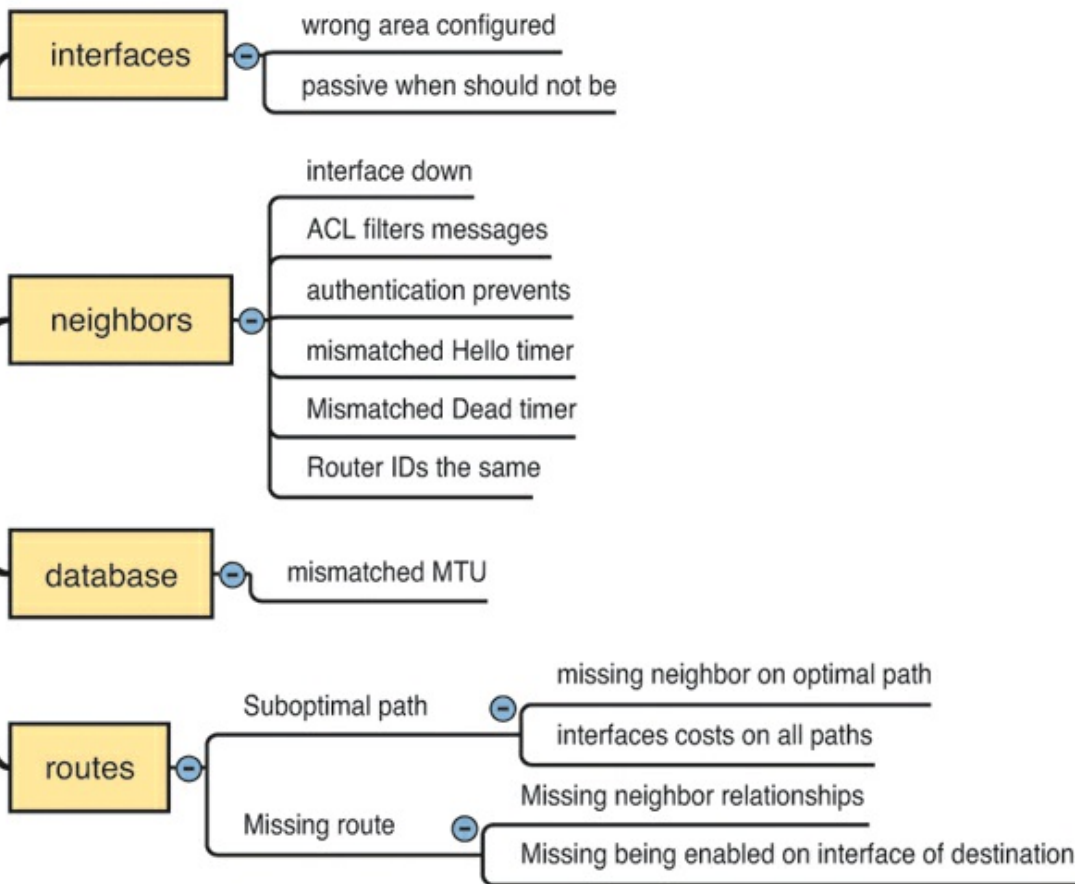 interfaces
wrong area configured
passive when should not be
neighbors
interface down
ACL filters messages
authentication prevents
mismatched Hello timer
Mismatched Dead timer
Router IDs the same
database
mismatched MTU
routes
Suboptimal path
missing neighbor on optimal path
interfaces costs on all paths
Missing route
Missing neighbor relationships
Missing being enabled on interface of destination